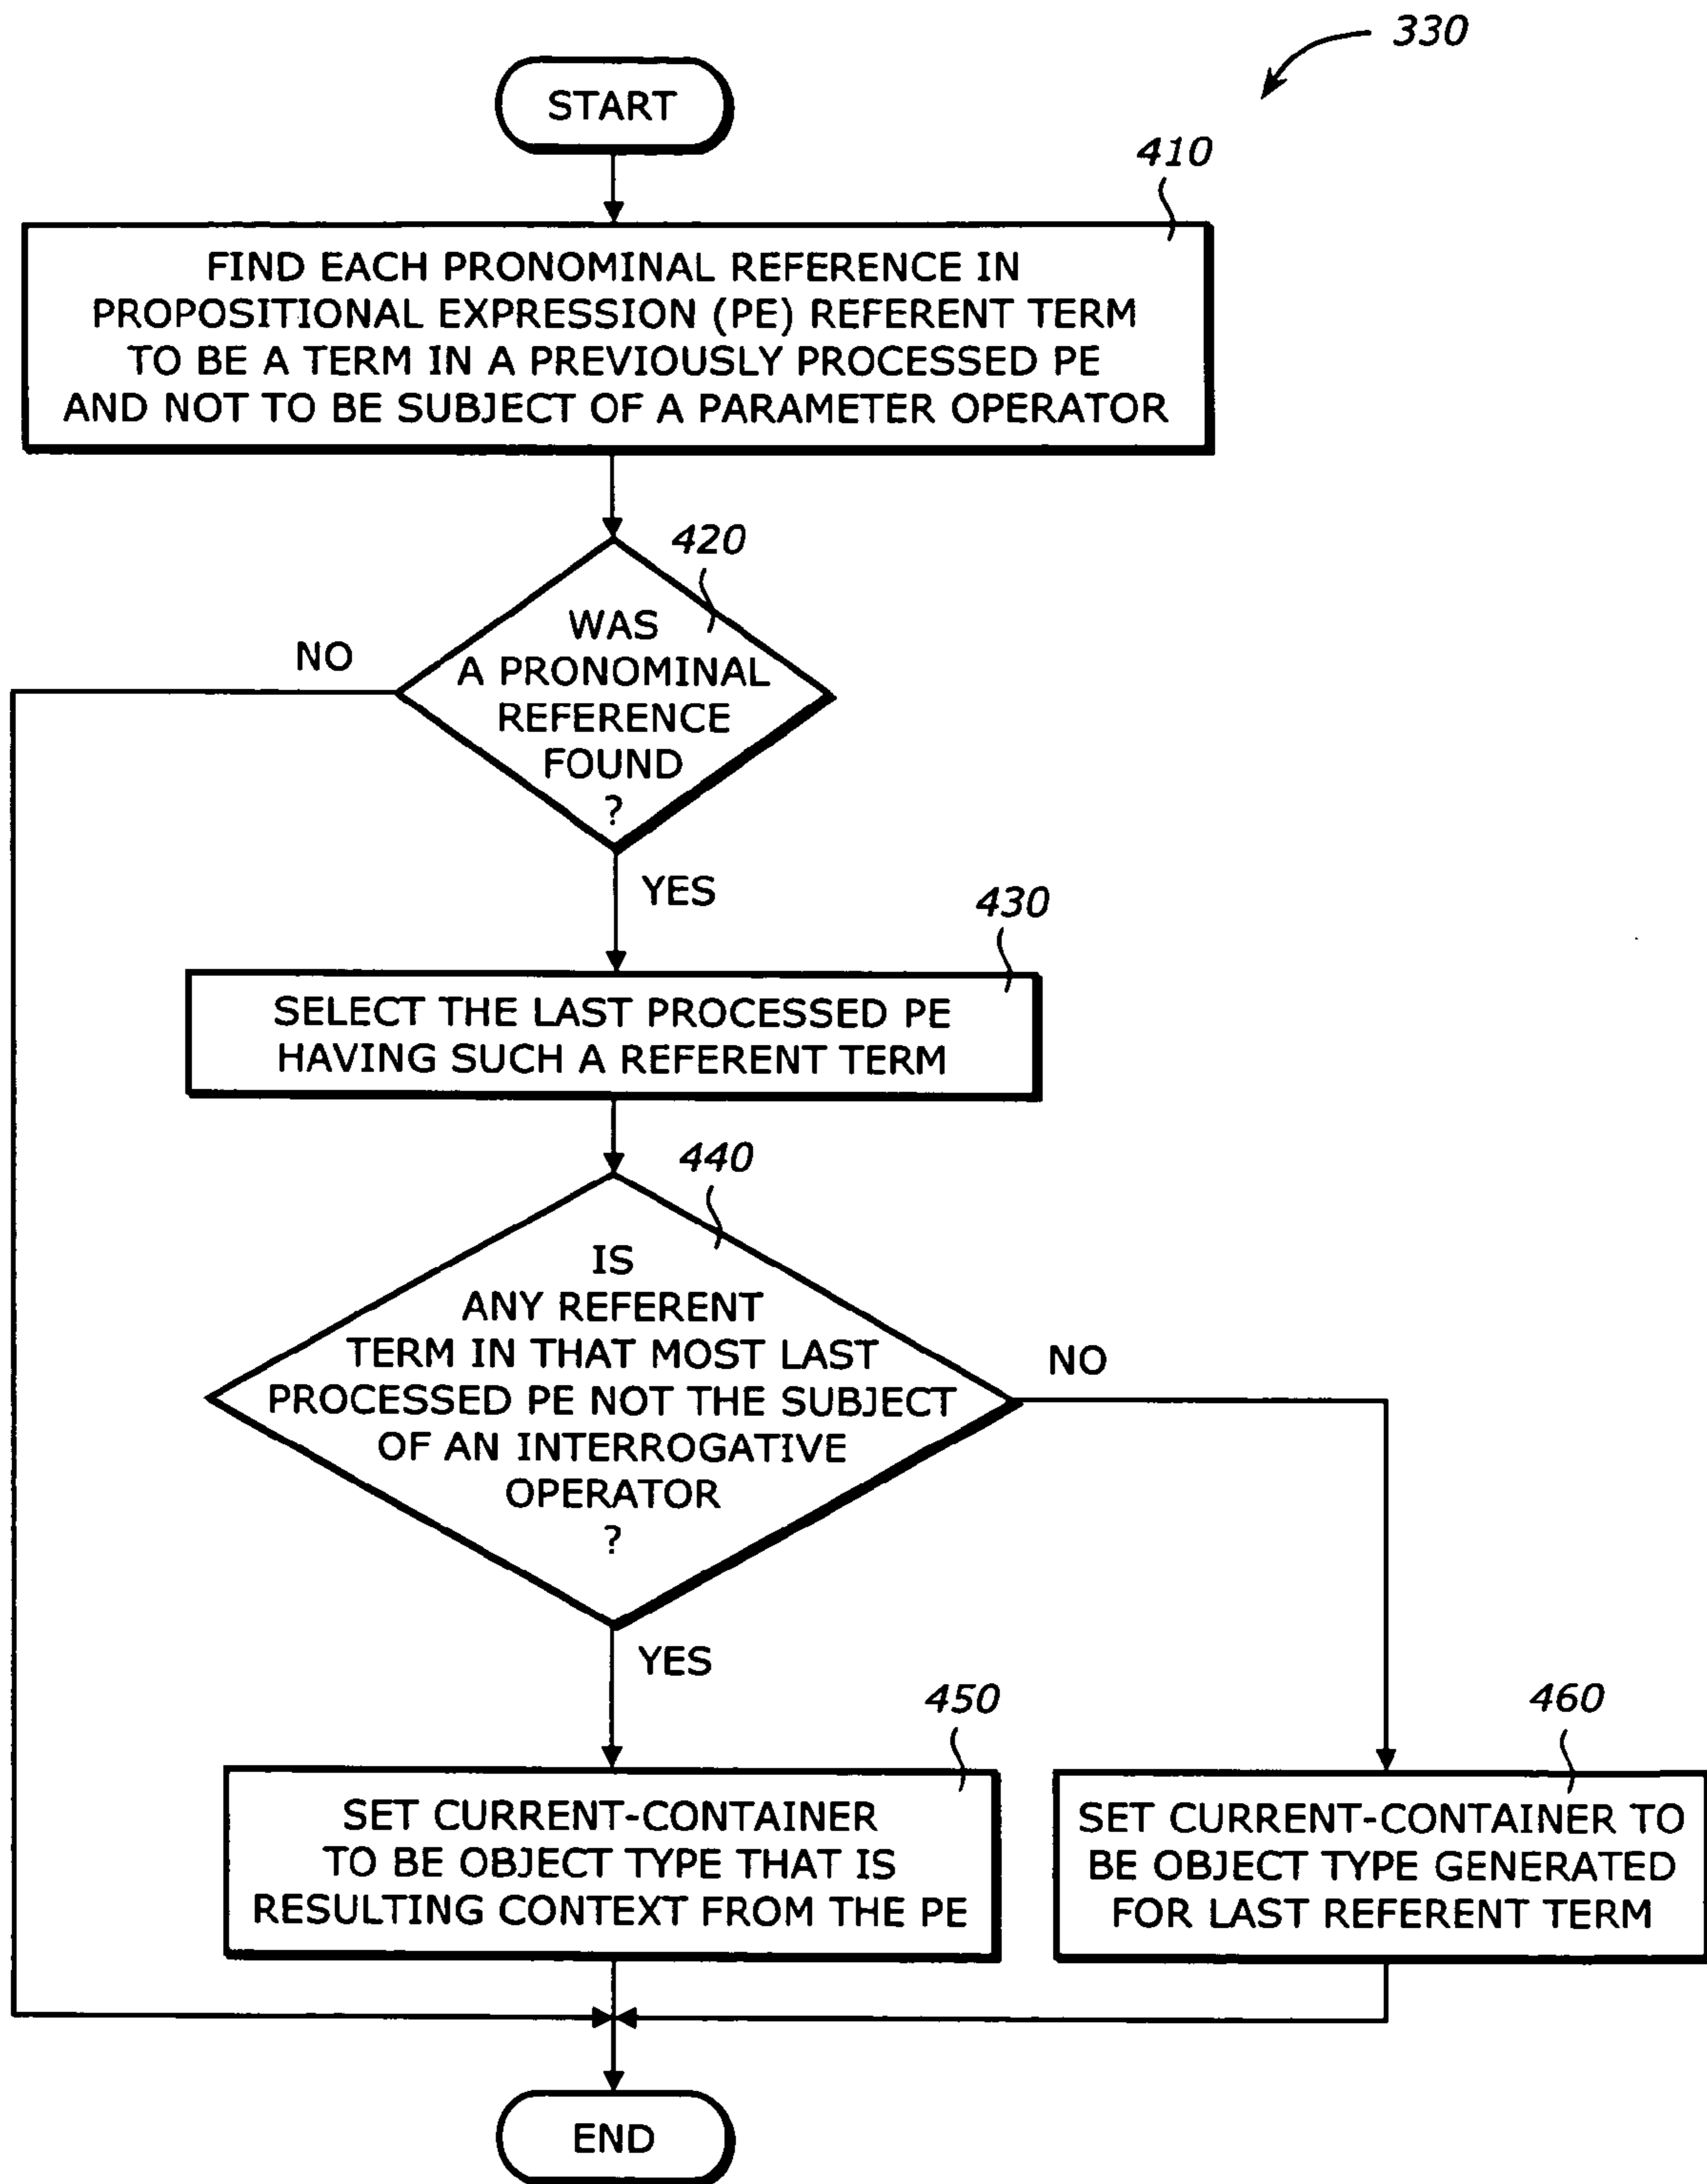 330
START
410
FIND EACH PRONOMINAL REFERENCE IN
PROPOSITIONAL EXPRESSION (PE) REFERENT TERM
TO BE A TERM IN A PREVIOUSLY PROCESSED PE
AND NOT TO BE SUBJECT OF A PARAMETER OPERATOR
420
WAS
A PRONOMINAL
REFERENCE
FOUND
?
NO
YES
430
SELECT THE LAST PROCESSED PE
HAVING SUCH A REFERENT TERM
440
IS
ANY REFERENT
TERM IN THAT MOST LAST
PROCESSED PE NOT THE SUBJECT
OF AN INTERROGATIVE
OPERATOR
?
NO
YES
450
SET CURRENT-CONTAINER
TO BE OBJECT TYPE THAT IS
RESULTING CONTEXT FROM THE PE
460
SET CURRENT-CONTAINER TO
BE OBJECT TYPE GENERATED
FOR LAST REFERENT TERM
END